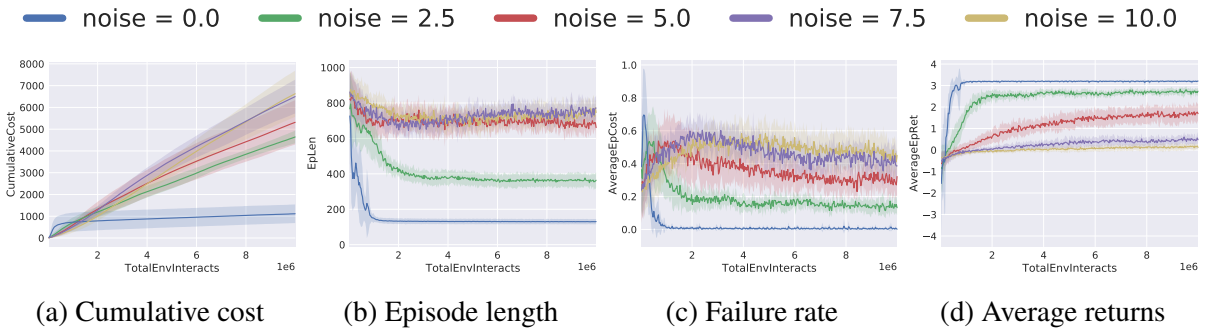 noise = 0.0 noise = 2.5 noise = 5.0 noise = 7.5 noise = 10.0
8000
7000
6000
5000
4000
3000
2000
1000
0
CumulativeCost
2 4 6 8
1e6
TotalEnvInteracts
(a) Cumulative cost
1000
800
600
400
200
0
EpLen
2 4 6 8
1e6
TotalEnvInteracts
(b) Episode length
1.0
0.8
0.6
0.4
0.2
0.0
AverageEpCost
2 4 6 8
1e6
TotalEnvInteracts
(c) Failure rate
4
3
2
1
0
−1
−2
−3
−4
AverageEpRet
2 4 6 8
1e6
TotalEnvInteracts
(d) Average returns